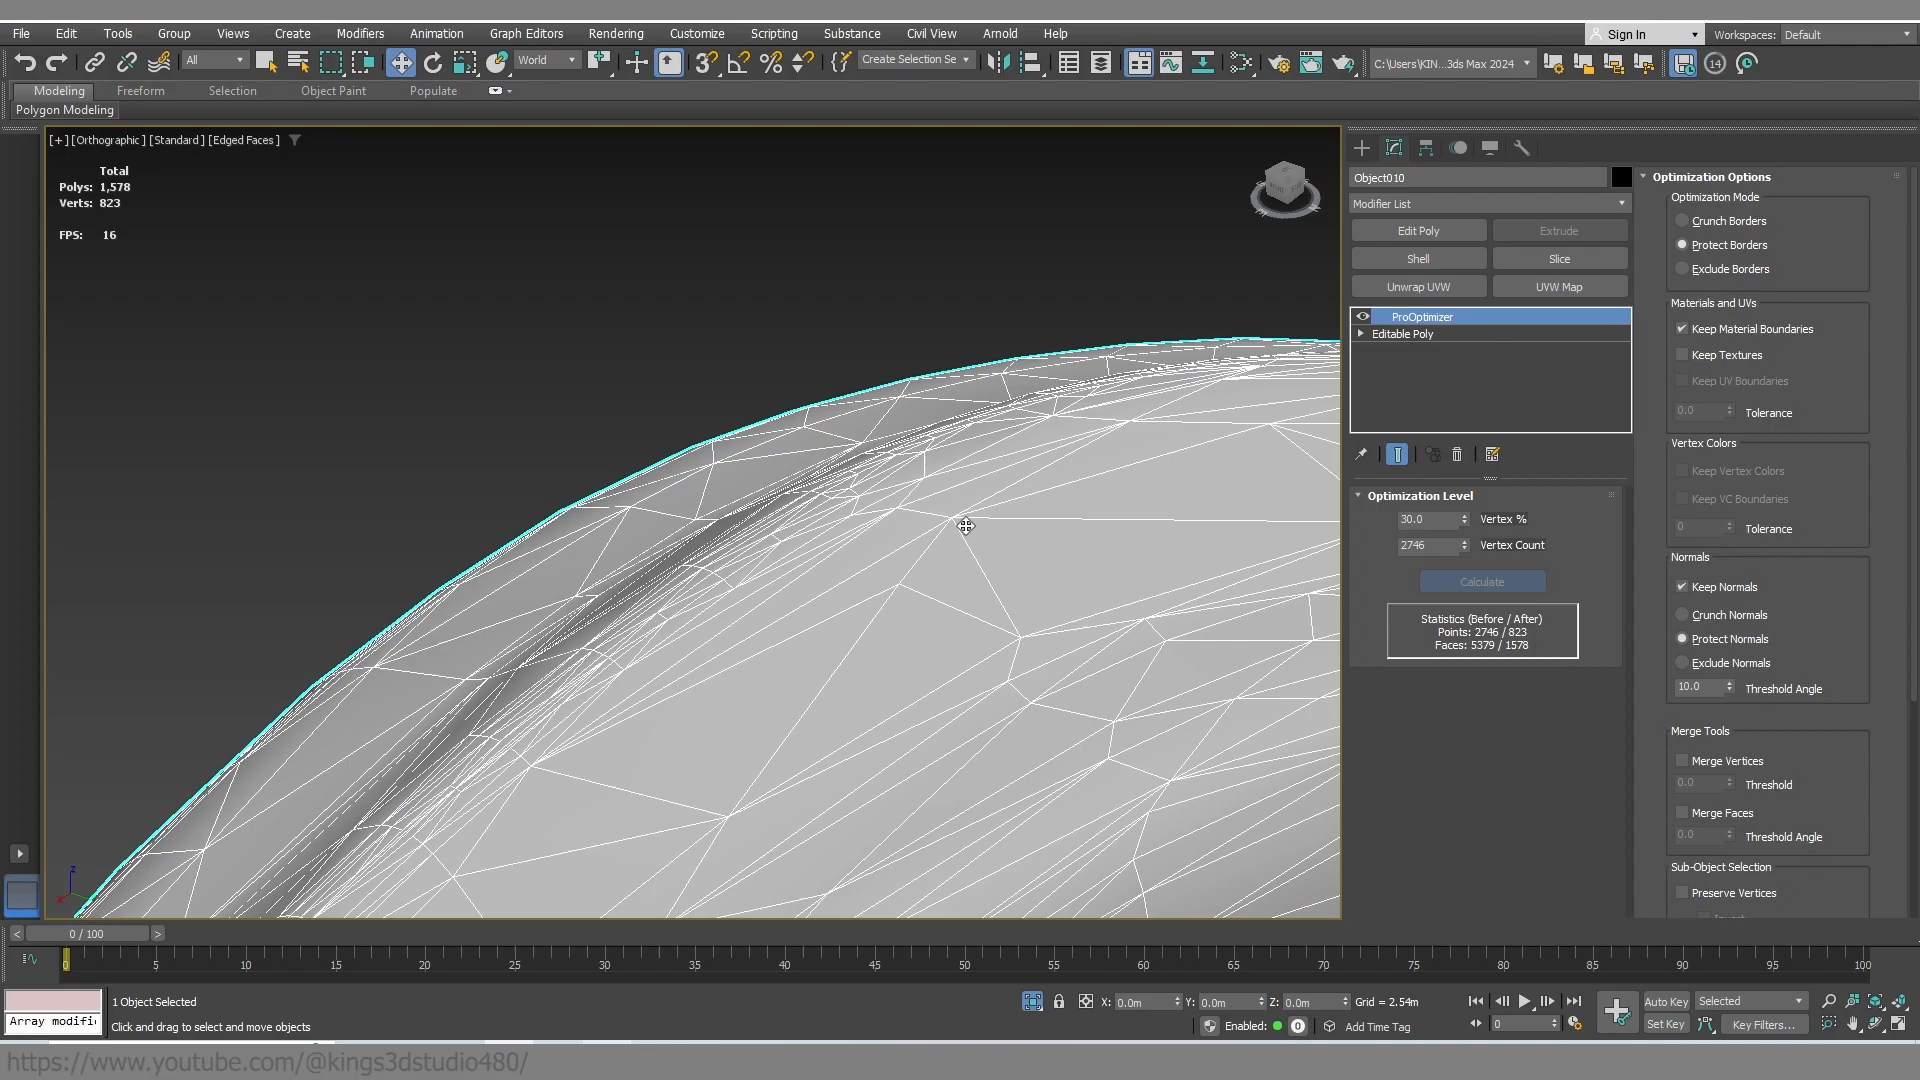 File Edit Tools Group Views Create Modifiers Animation Graph Editors Rendering Customize Scripting Substance Civil View Arnold Help Sign In Workspaces: Default
All World Create Selection Se C:\Users\KIN...3ds Max 2024 14
Modeling Freeform Selection Object Paint Populate
Polygon Modeling
[+] [Orthographic] [Standard] [Edged Faces]
Total
Polys: 1,578
Verts: 823
FPS: 16
Object010
Modifier List
Edit Poly Extrude
Shell Slice
Unwrap UVW UVW Map
ProOptimizer
Editable Poly
Optimization Level
30.0 Vertex %
2746 Vertex Count
Calculate
Statistics (Before / After)
Points: 2746 / 823
Faces: 5379 / 1578
Optimization Options
Optimization Mode
Crunch Borders
Protect Borders
Exclude Borders
Materials and UVs
Keep Material Boundaries
Keep Textures
Keep UV Boundaries
0.0 Tolerance
Vertex Colors
Keep Vertex Colors
Keep VC Boundaries
0 Tolerance
Normals
Keep Normals
Crunch Normals
Protect Normals
Exclude Normals
10.0 Threshold Angle
Merge Tools
Merge Vertices
0.0 Threshold
Merge Faces
0.0 Threshold Angle
Sub-Object Selection
Preserve Vertices
z
< 0 / 100 >
0 5 10 15 20 25 30 35 40 45 50 55 60 65 70 75 80 85 90 95 100
1 Object Selected X: 0.0m Y: 0.0m Z: 0.0m Grid = 2.54m Auto Key Selected
Array modifi Click and drag to select and move objects Enabled: 0 Add Time Tag 0 Set Key Key Filters...
https://www.youtube.com/@kings3dstudio480/